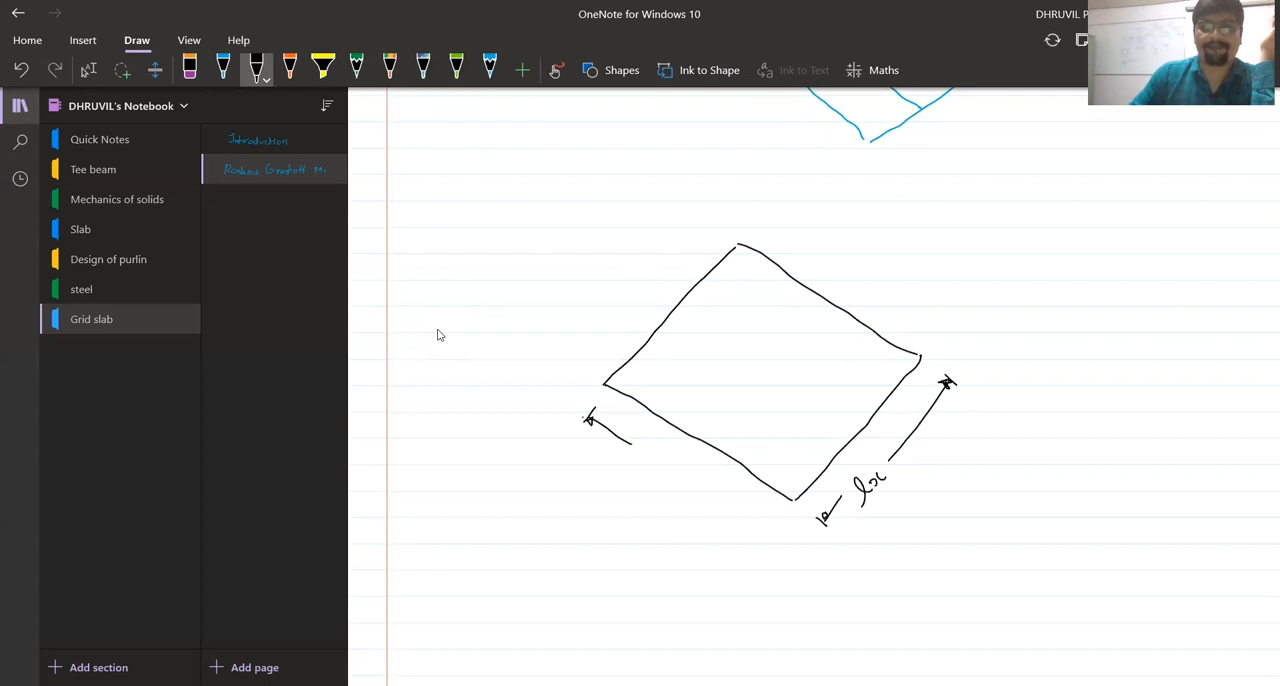 OneNote for Windows 10
DHRUVIL P
Home Insert Draw View Help
Shapes Ink to Shape Ink to Text Maths
DHRUVIL's Notebook
Quick Notes
Tee beam
Mechanics of solids
Slab
Design of purlin
steel
Grid slab
Introduction
Rankine Grashoff
lx
Add section
Add page